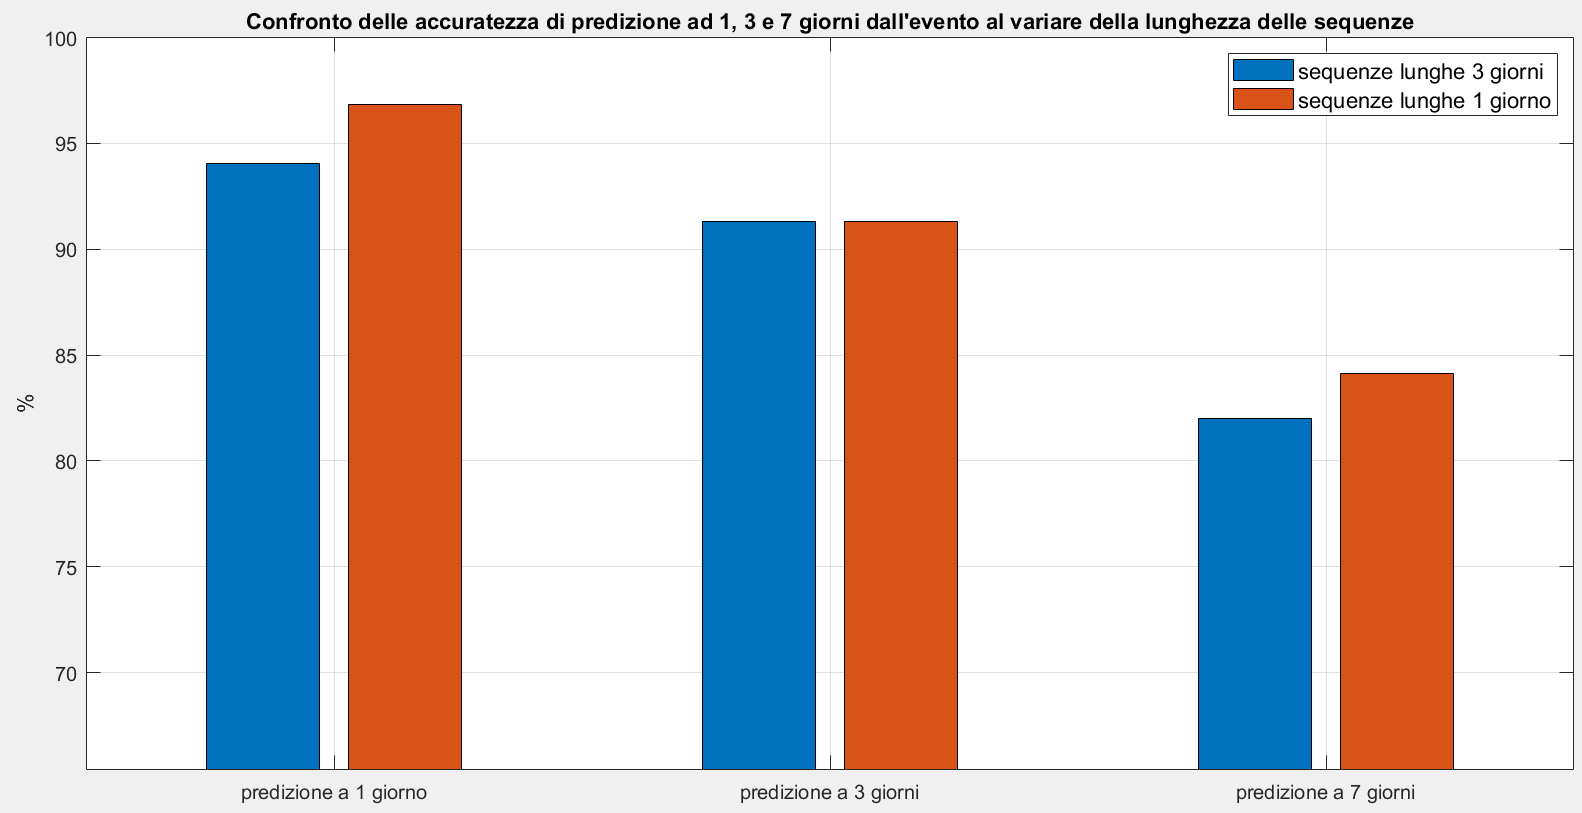 Confronto delle accuratezza di predizione ad 1, 3 e 7 giorni dall'evento al variare della lunghezza delle sequenze
sequenze lunghe 3 giorni
sequenze lunghe 1 giorno
100
95
90
85
80
75
70
%
predizione a 1 giorno
predizione a 3 giorni
predizione a 7 giorni